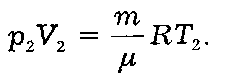 p₂V₂ = m/μ RT₂.